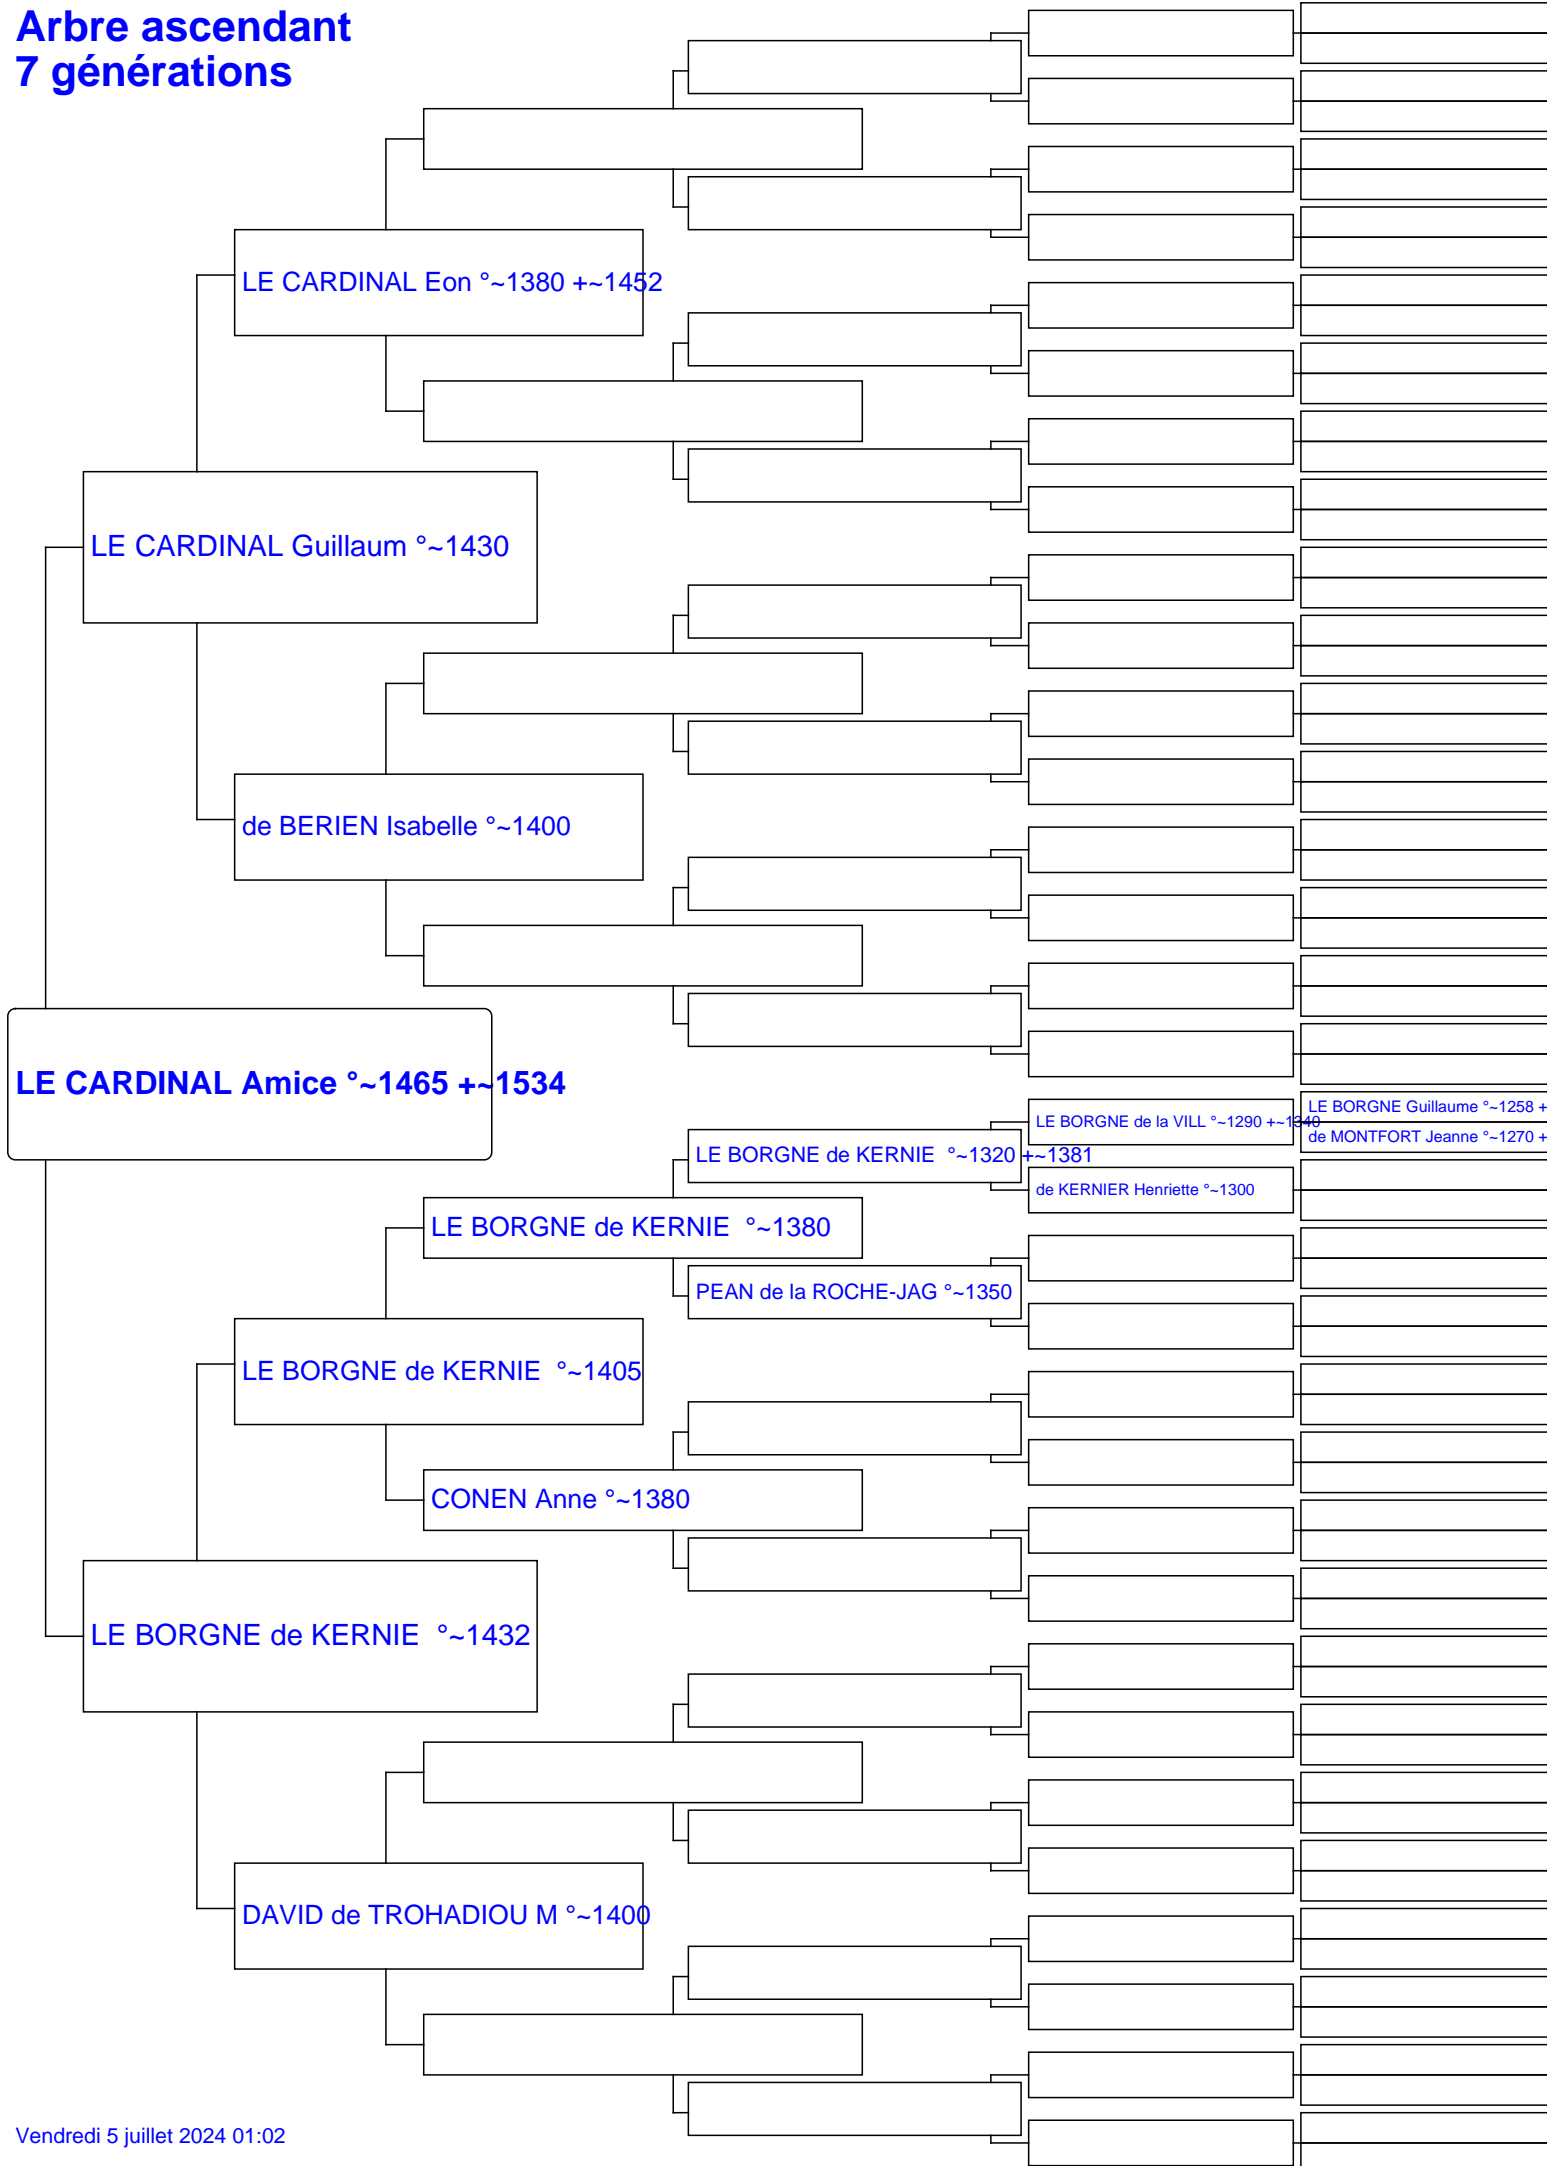 Arbre ascendant
7 générations
LE CARDINAL Eon °~1380 +~1452
LE CARDINAL Guillaum °~1430
de BERIEN Isabelle °~1400
LE CARDINAL Amice °~1465 +~1534
LE BORGNE de la VILL °~1290 +~1340
LE BORGNE Guillaume °~1258 +
de MONTFORT Jeanne °~1270 +
LE BORGNE de KERNIE °~1320 +~1381
de KERNIER Henriette °~1300
LE BORGNE de KERNIE °~1380
PEAN de la ROCHE-JAG °~1350
LE BORGNE de KERNIE °~1405
CONEN Anne °~1380
LE BORGNE de KERNIE °~1432
DAVID de TROHADIOU M °~1400
Vendredi 5 juillet 2024 01:02